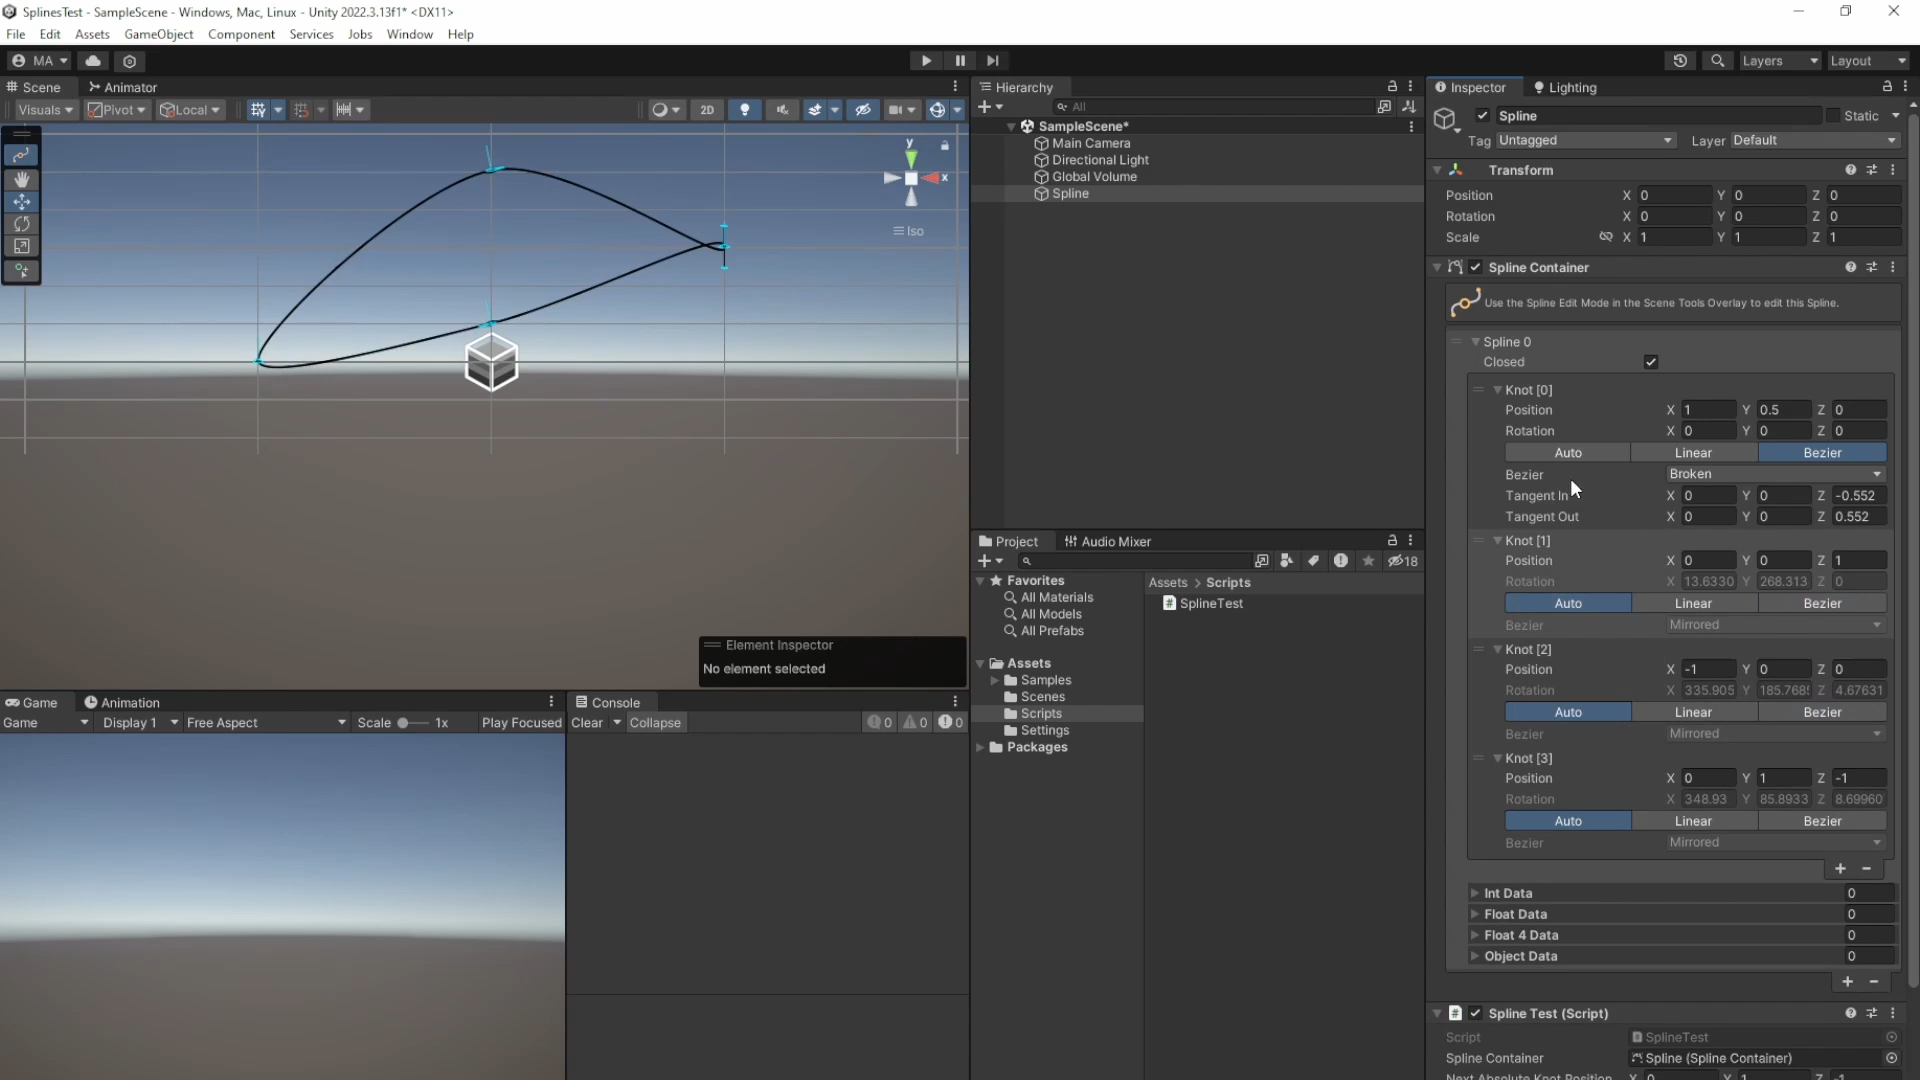 SplinesTest - SampleScene - Windows, Mac, Linux - Unity 2022.3.13f1* <DX11>
File Edit Assets GameObject Component Services Jobs Window Help
MA
Layers Layout
Scene Animator
Visuals Pivot Local 2D
y
x
Iso
Element Inspector
No element selected
Game Animation
Game Display 1 Free Aspect Scale 1x Play Focused
Console
Clear Collapse 0 0 0
Hierarchy
All
SampleScene*
Main Camera
Directional Light
Global Volume
Spline
Project Audio Mixer
18
Favorites
All Materials
All Models
All Prefabs
Assets
Samples
Scenes
Scripts
Settings
Packages
Assets > Scripts
SplineTest
Inspector Lighting
Spline Static
Tag Untagged Layer Default
Transform
Position X 0 Y 0 Z 0
Rotation X 0 Y 0 Z 0
Scale X 1 Y 1 Z 1
Spline Container
Use the Spline Edit Mode in the Scene Tools Overlay to edit this Spline.
Spline 0
Closed
Knot [0]
Position X 1 Y 0.5 Z 0
Rotation X 0 Y 0 Z 0
Auto Linear Bezier
Bezier Broken
Tangent In X 0 Y 0 Z -0.552
Tangent Out X 0 Y 0 Z 0.552
Knot [1]
Position X 0 Y 0 Z 1
Rotation X 13.6330 Y 268.313 Z 0
Auto Linear Bezier
Bezier Mirrored
Knot [2]
Position X -1 Y 0 Z 0
Rotation X 335.905 Y 185.768 Z 4.67631
Auto Linear Bezier
Bezier Mirrored
Knot [3]
Position X 0 Y 1 Z -1
Rotation X 348.93 Y 85.8933 Z 8.69960
Auto Linear Bezier
Bezier Mirrored
Int Data 0
Float Data 0
Float 4 Data 0
Object Data 0
Spline Test (Script)
Script SplineTest
Spline Container Spline (Spline Container)
Next Absolute Knot Position X 0 Y 1 Z -1